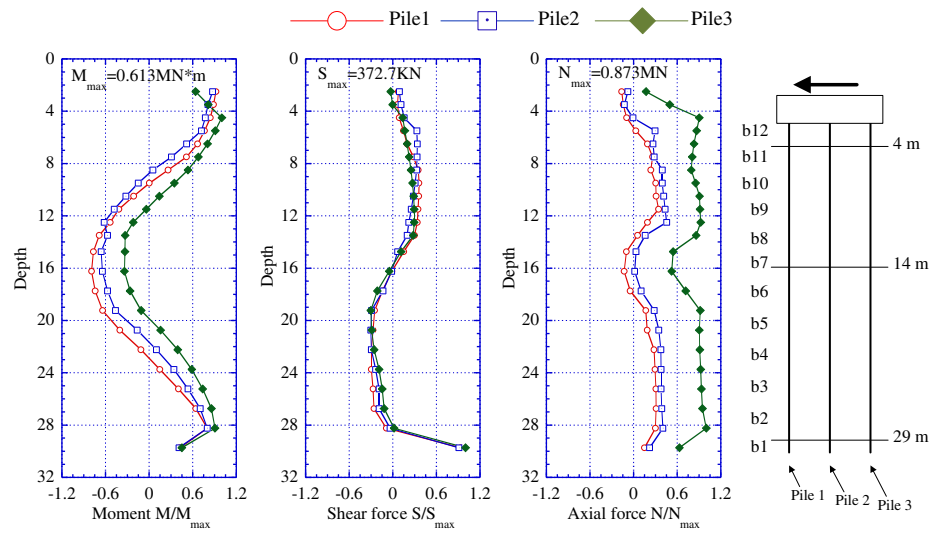 Pile1 Pile2 Pile3
M max =0.613MN*m
S max =372.7KN
N max =0.873MN
0
4
8
12
16
20
24
28
32
Depth
-1.2 -0.6 0 0.6 1.2
Moment M/M max
0
4
8
12
16
20
24
28
32
Depth
-1.2 -0.6 0 0.6 1.2
Shear force S/S max
0
4
8
12
16
20
24
28
32
Depth
-1.2 -0.6 0 0.6 1.2
Axial force N/N max
b12
4 m
b11
b10
b9
b8
b7
14 m
b6
b5
b4
b3
b2
29 m
b1
Pile 1 Pile 2 Pile 3